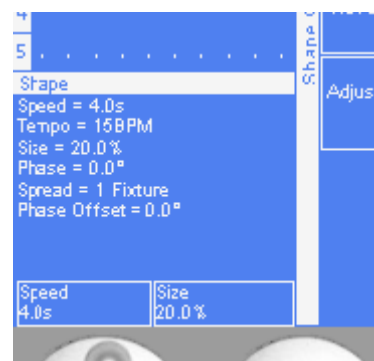 4
5 . . . . . . . . . .
Shape
Speed = 4.0s
Tempo = 15BPM
Size = 20.0%
Phase = 0.0°
Spread = 1 Fixture
Phase Offset = 0.0°
Speed
4.0s
Size
20.0%
Shape
Adjus